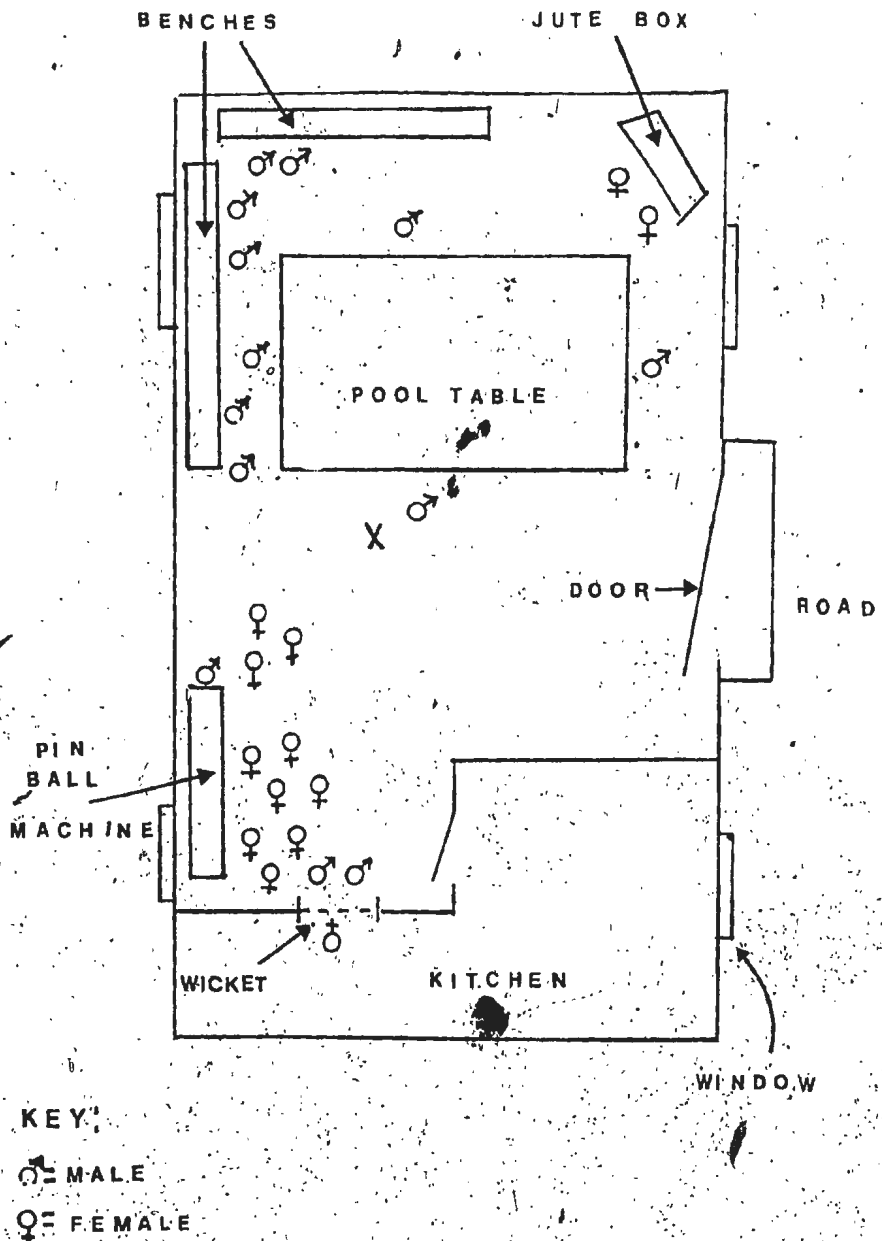 BENCHES
JUTE BOX
POOL TABLE
X
DOOR
ROAD
PIN
BALL
MACHINE
WICKET
KITCHEN
WINDOW
KEY:
♂= MALE
♀= FEMALE